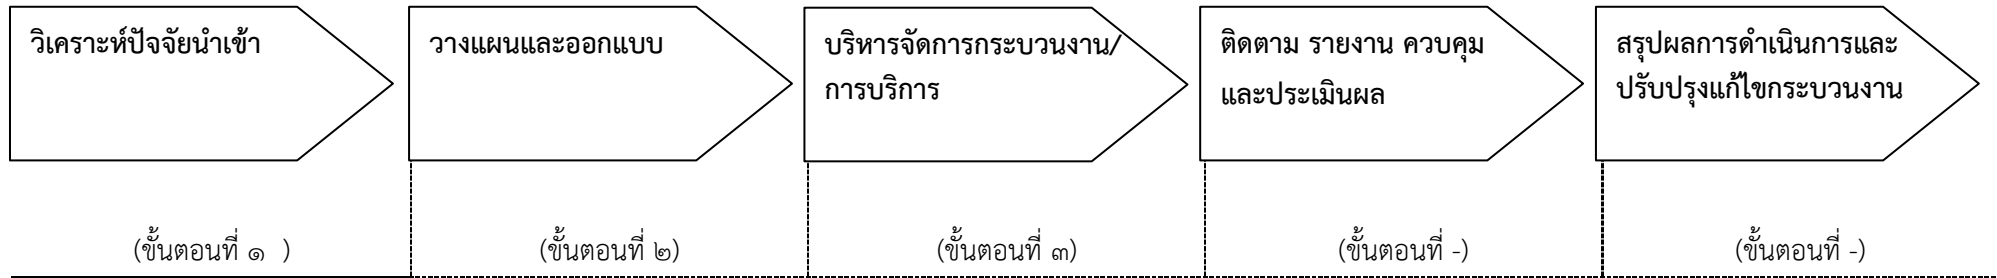 วิเคราะห์ปัจจัยนำเข้า
วางแผนและออกแบบ
บริหารจัดการกระบวนงาน/
การบริการ
ติดตาม รายงาน ควบคุม
และประเมินผล
สรุปผลการดำเนินการและ
ปรับปรุงแก้ไขกระบวนงาน
(ขั้นตอนที่ ๑ )
(ขั้นตอนที่ ๒)
(ขั้นตอนที่ ๓)
(ขั้นตอนที่ -)
(ขั้นตอนที่ -)